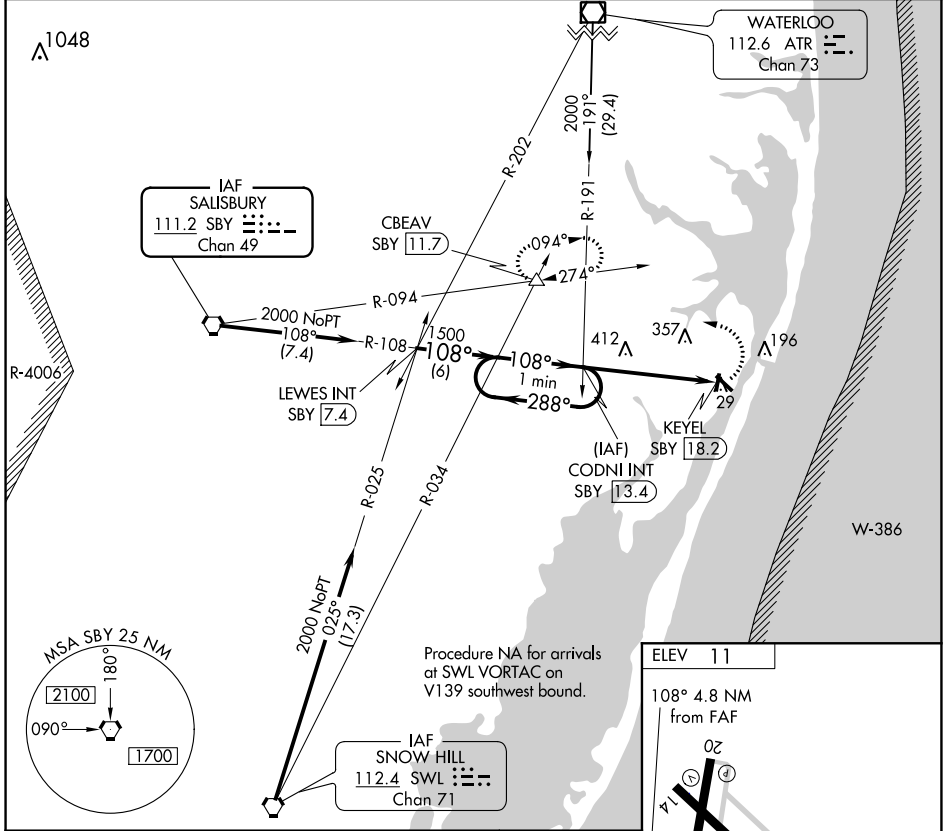 1048
WATERLOO
112.6 ATR
Chan 73
2000
191°
(29.4)
R-202
R-191
IAF
SALISBURY
111.2 SBY
Chan 49
CBEAV
SBY 11.7
094°
274°
R-094
2000 NoPT
108°
(7.4)
R-108
1500
108°
(6)
108°
1 min
288°
412
357
196
29
R-4006
LEWES INT
SBY 7.4
KEYEL
SBY 18.2
(IAF)
CODNI INT
SBY 13.4
R-025
R-034
W-386
2000 NoPT
025°
(17.3)
MSA SBY 25 NM
180°
2100
090°
1700
Procedure NA for arrivals
at SWL VORTAC on
V139 southwest bound.
IAF
SNOW HILL
112.4 SWL
Chan 71
ELEV 11
108° 4.8 NM
from FAF
20
P
V
14